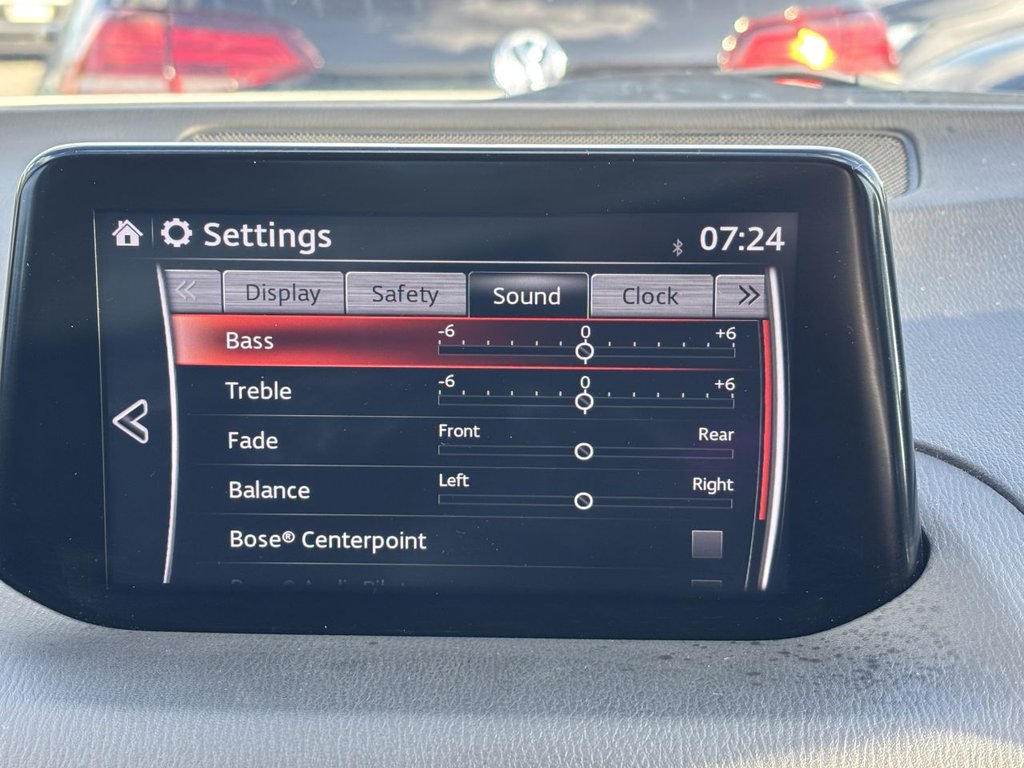 Settings
07:24
Display Safety Sound Clock
Bass -6 0 +6
Treble -6 0 +6
Fade Front Rear
Balance Left Right
Bose® Centerpoint